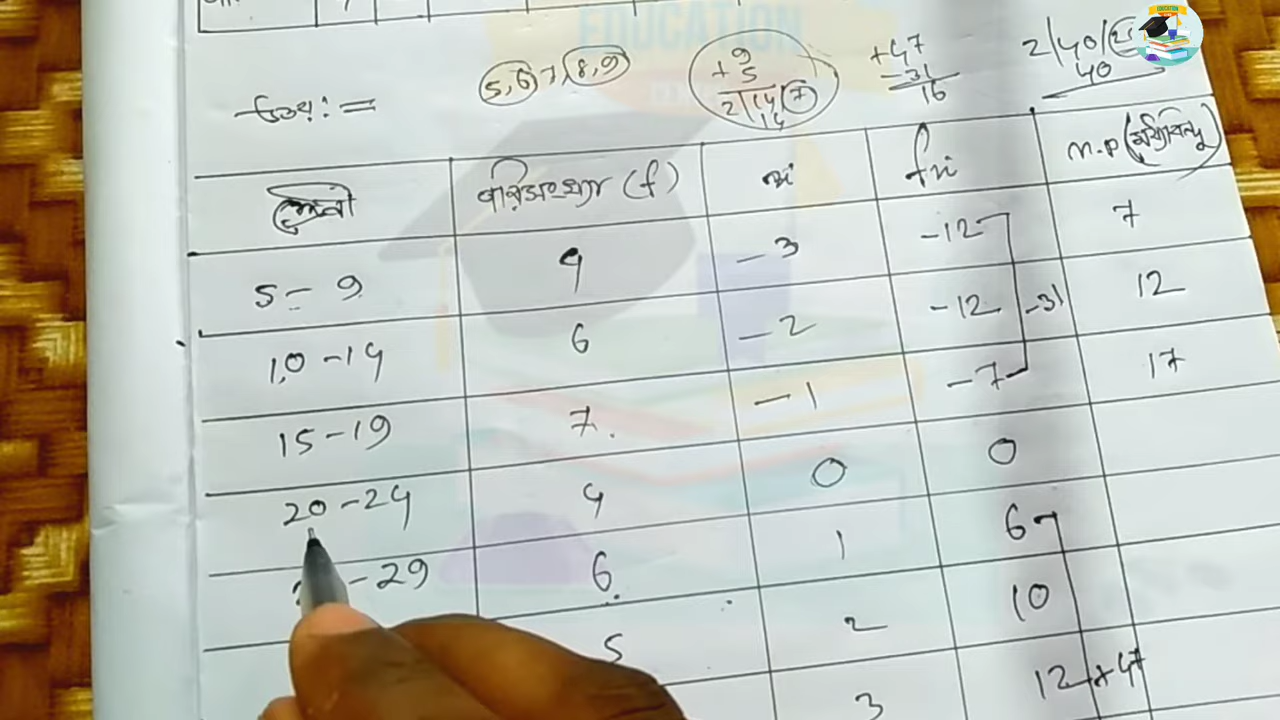 EDUCATION
5,6,7,8,9
+9
5
2|14|7
14
+47
-31
16
2|40|
40
উত্তর :=
শ্রেণী পরিসংখ্যা (f) x' fx' M.P (মধ্যবিন্দু)
5-9 4 -3 -12 7
10-14 6 -2 -12 -31 12
15-19 7 -1 -7 17
20-24 4 0 0
-29 6 1 6
5 2 10
3 12 +47